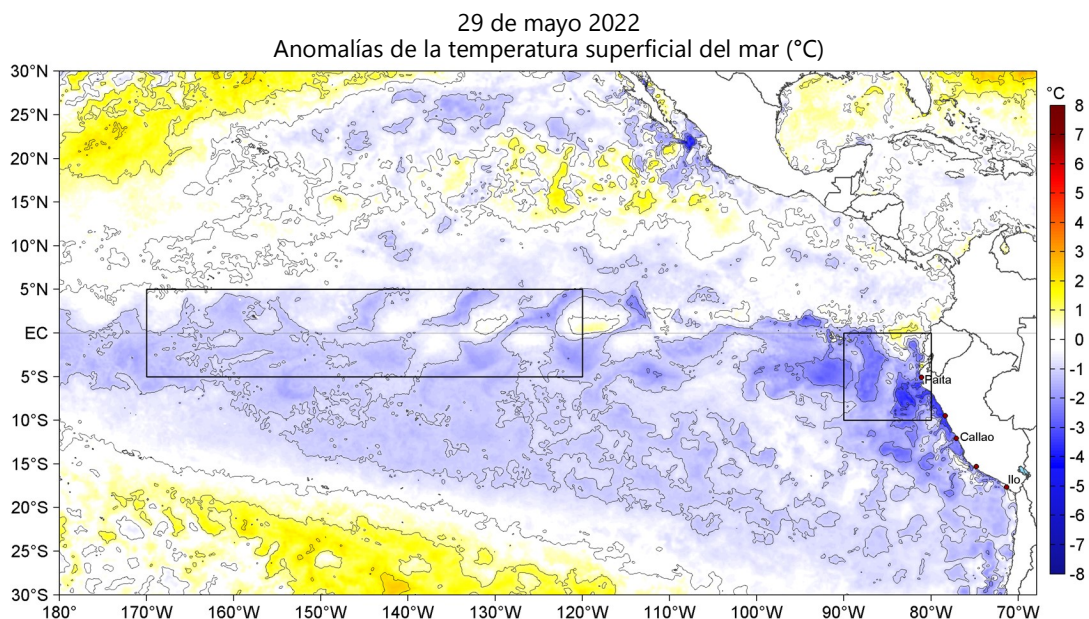 29 de mayo 2022
Anomalías de la temperatura superficial del mar (°C)
30°N
25°N
20°N
15°N
10°N
5°N
EC
5°S
10°S
15°S
20°S
25°S
30°S
180
170°W
160°W
150°W
140°W
130°W
120°W
110°W
100°W
90°W
80°W
70°W
Paita
Callao
Ilo
°C
8
7
6
5
4
3
2
1
0
-1
-2
-3
-4
-5
-6
-7
-8